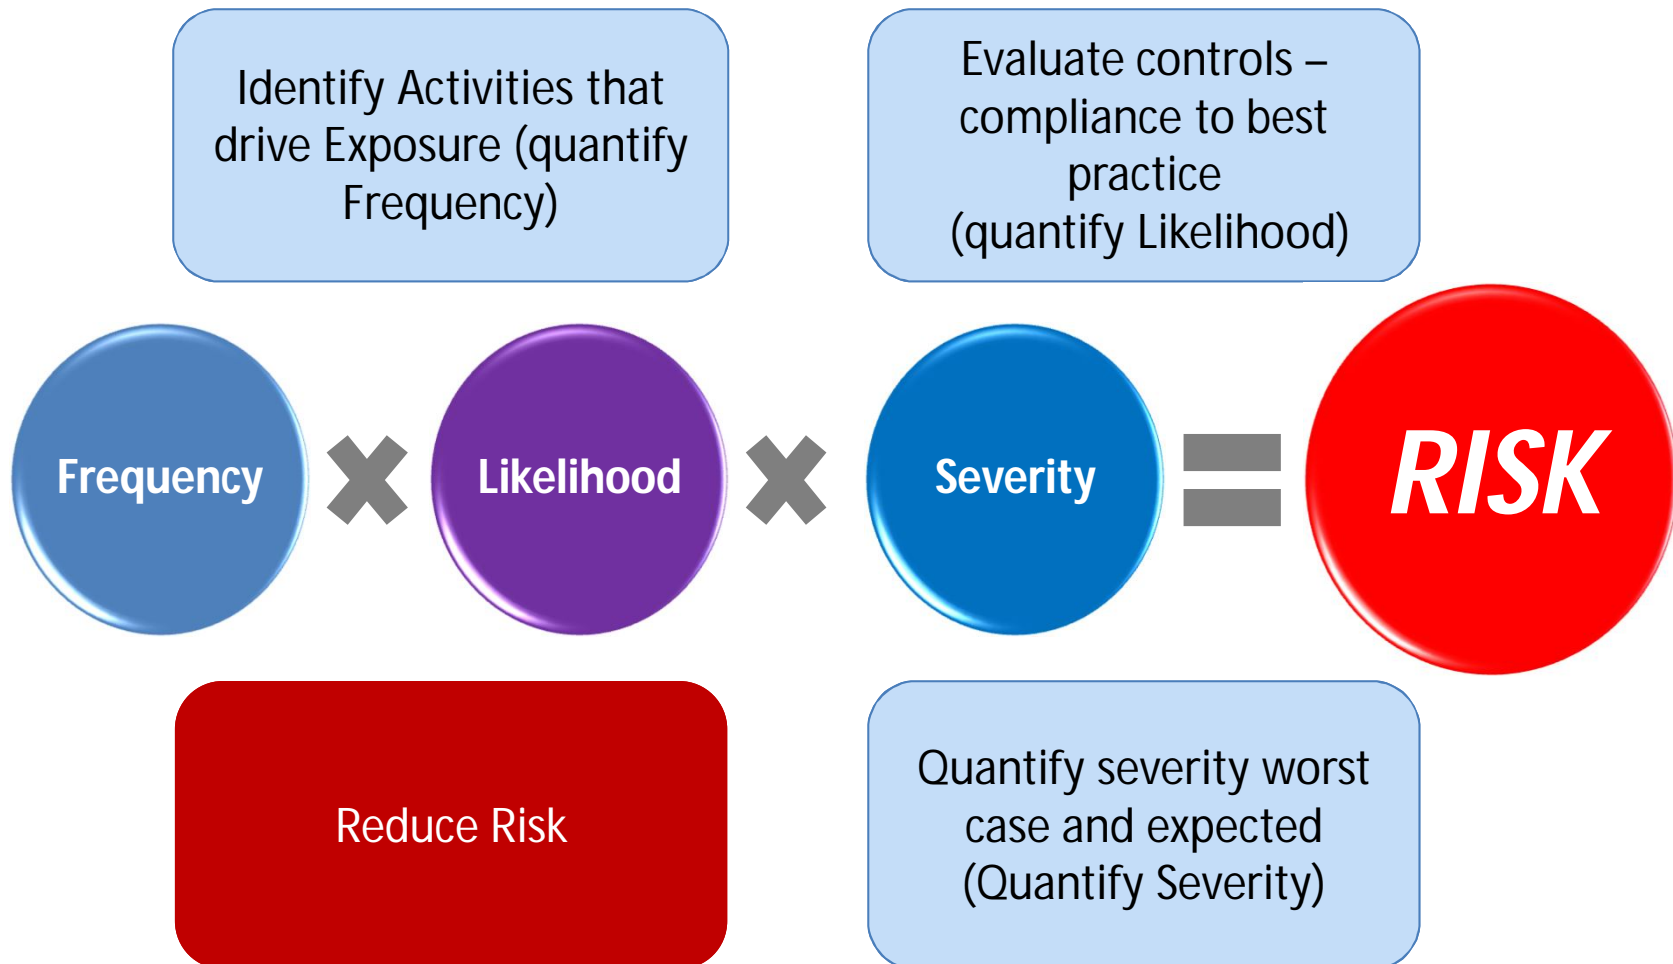 Identify Activities that
drive Exposure (quantify
Frequency)
Evaluate controls –
compliance to best
practice
(quantify Likelihood)
Frequency
Likelihood
Severity
RISK
Reduce Risk
Quantify severity worst
case and expected
(Quantify Severity)